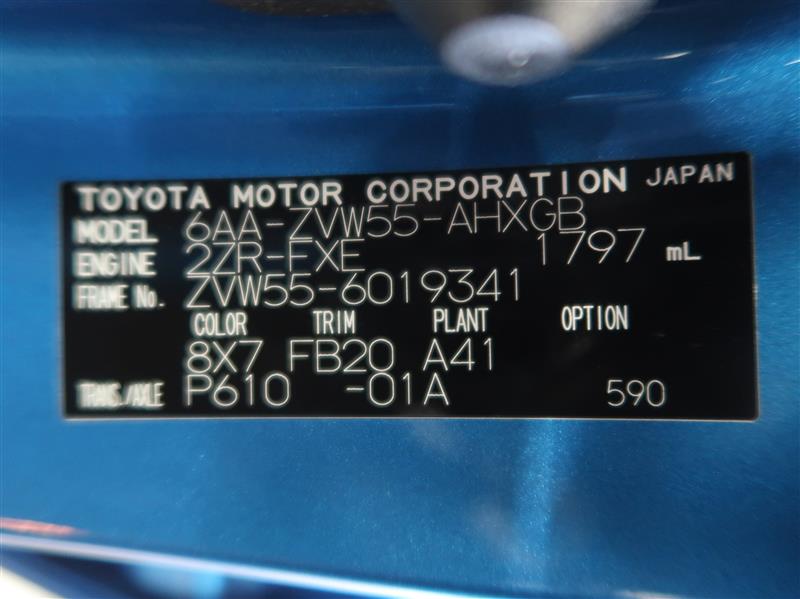 TOYOTA MOTOR CORPORATION JAPAN
MODEL 6AA-ZVW55-AHXGB
ENGINE 2ZR-FXE 1797 mL
FRAME No. ZVW55-6019341
COLOR TRIM PLANT OPTION
8X7 FB20 A41
TRANS./AXLE P610 -01A 590